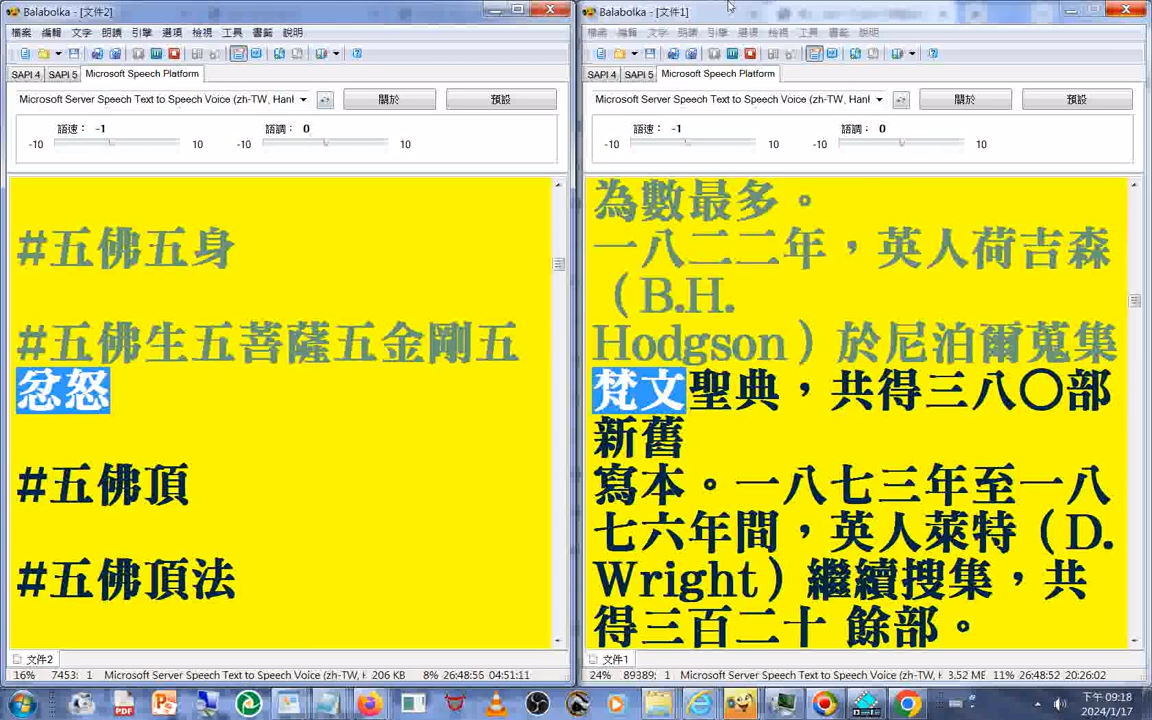 Balabolka - [文件2]
檔案 編輯 文字 朗讀 引擎 選項 檢視 工具 書籤 說明
SAPI 4 SAPI 5 Microsoft Speech Platform
Microsoft Server Speech Text to Speech Voice (zh-TW, Hanl
關於 預設
語速： -1 語調： 0
-10 10 -10 10
#五佛五身
#五佛生五菩薩五金剛五
忿怒
#五佛頂
#五佛頂法
文件2
16% 7453: 1 Microsoft Server Speech Text to Speech Voice (zh-TW, H 206 KB 8% 26:48:55 04:51:11
Balabolka - [文件1]
檔案 編輯 文字 朗讀 引擎 選項 檢視 工具 書籤 說明
SAPI 4 SAPI 5 Microsoft Speech Platform
Microsoft Server Speech Text to Speech Voice (zh-TW, Hanl
關於 預設
語速： -1 語調： 0
-10 10 -10 10
為數最多。
一八二二年，英人荷吉森
（B.H.
Hodgson）於尼泊爾蒐集
梵文聖典，共得三八〇部
新舊
寫本。一八七三年至一八
七六年間，英人萊特（D.
Wright）繼續搜集，共
得三百二十 餘部。
文件1
24% 89389: 1 Microsoft Server Speech Text to Speech Voice (zh-TW, H 3.52 ME 11% 26:48:52 20:26:02
下午 09:18
2024/1/17